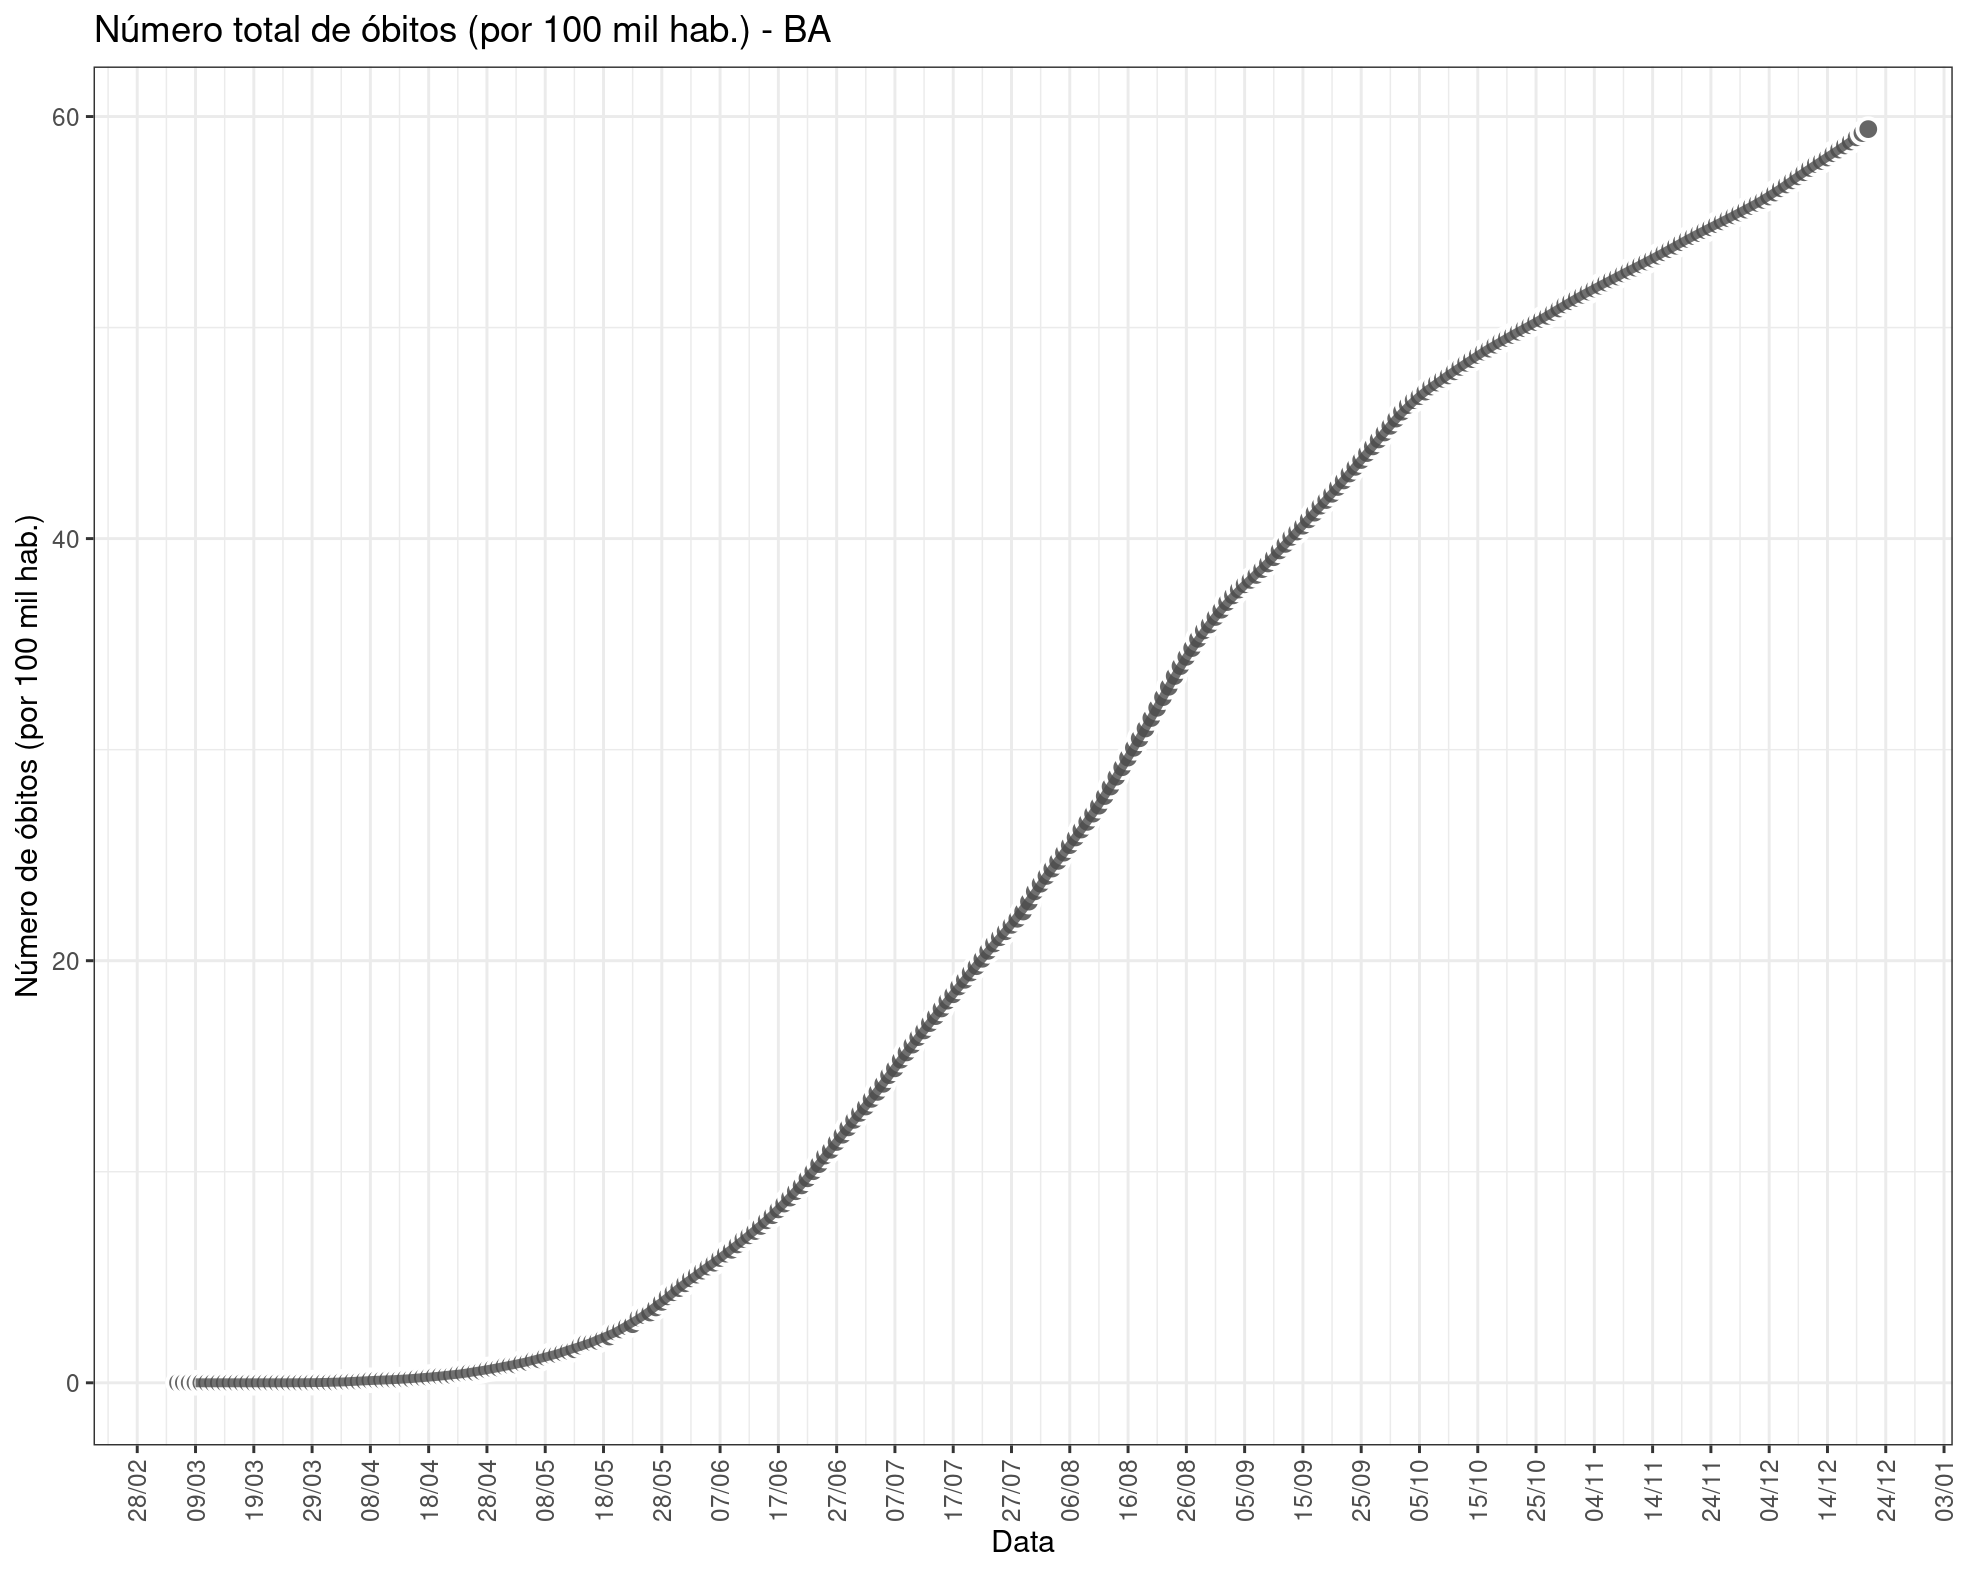 Número total de óbitos (por 100 mil hab.) - BA
Número de óbitos (por 100 mil hab.)
60
40
20
0
28/02 09/03 19/03 29/03 08/04 18/04 28/04 08/05 18/05 28/05 07/06 17/06 27/06 07/07 17/07 27/07 06/08 16/08 26/08 05/09 15/09 25/09 05/10 15/10 25/10 04/11 14/11 24/11 04/12 14/12 24/12 03/01
Data